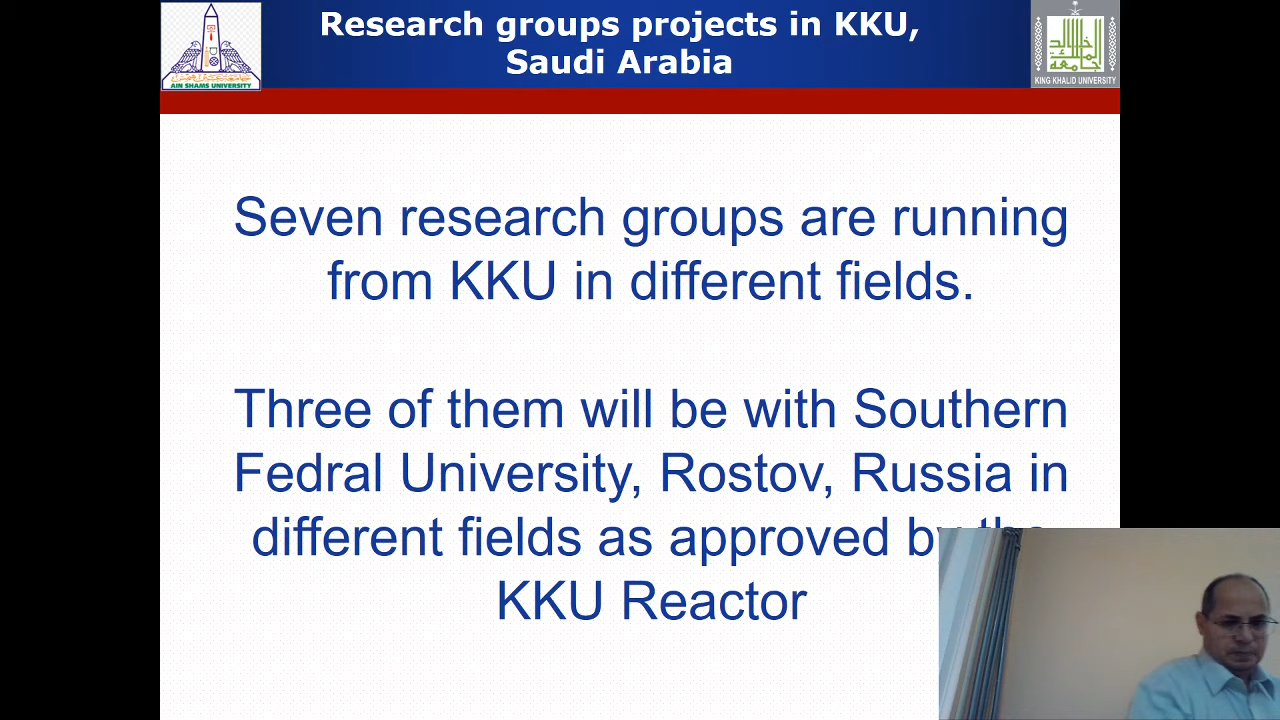 Research groups projects in KKU,
Saudi Arabia
AIN SHAMS UNIVERSITY
KING KHALID UNIVERSITY
Seven research groups are running
from KKU in different fields.
Three of them will be with Southern
Fedral University, Rostov, Russia in
different fields as approved by the
KKU Reactor